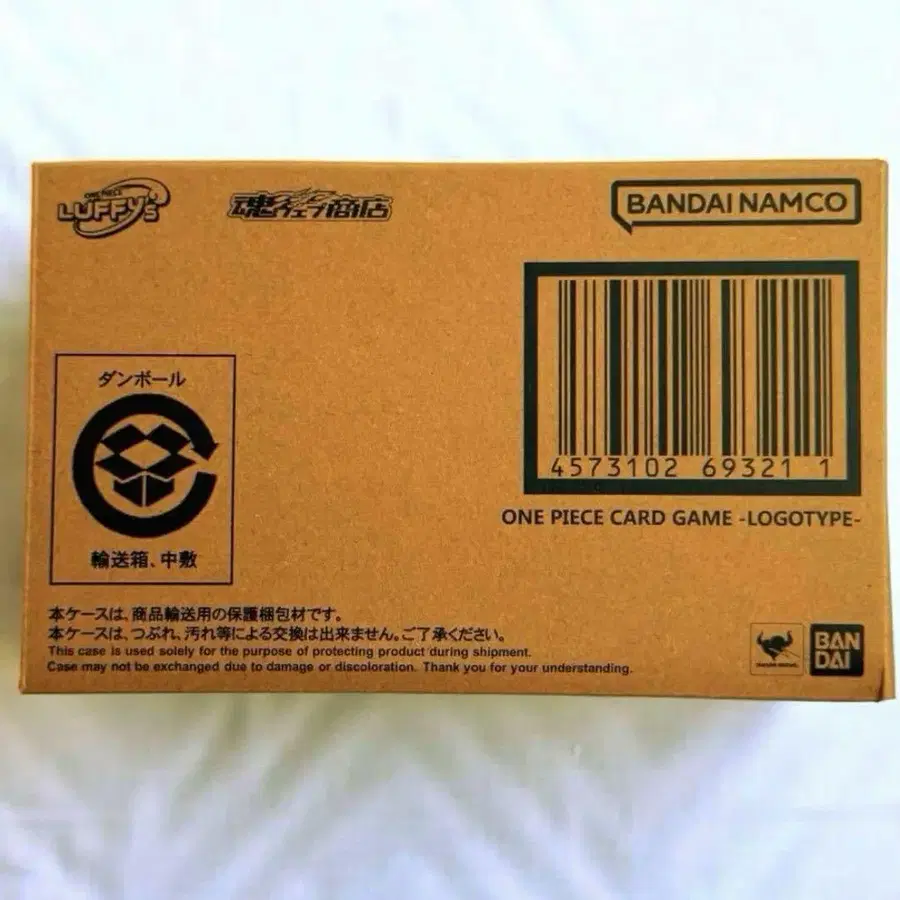 ONE PIECE
LUFFY's
魂ウェブ商店
BANDAI NAMCO
4573102 69321 1
ONE PIECE CARD GAME -LOGOTYPE-
ダンボール
輸送箱、中敷
本ケースは、商品輸送用の保護梱包材です。
本ケースは、つぶれ、汚れ等による交換は出来ません。ご了承ください。
This case is used solely for the purpose of protecting product during shipment.
Case may not be exchanged due to damage or discoloration. Thank you for your understanding.
BAN
DAI